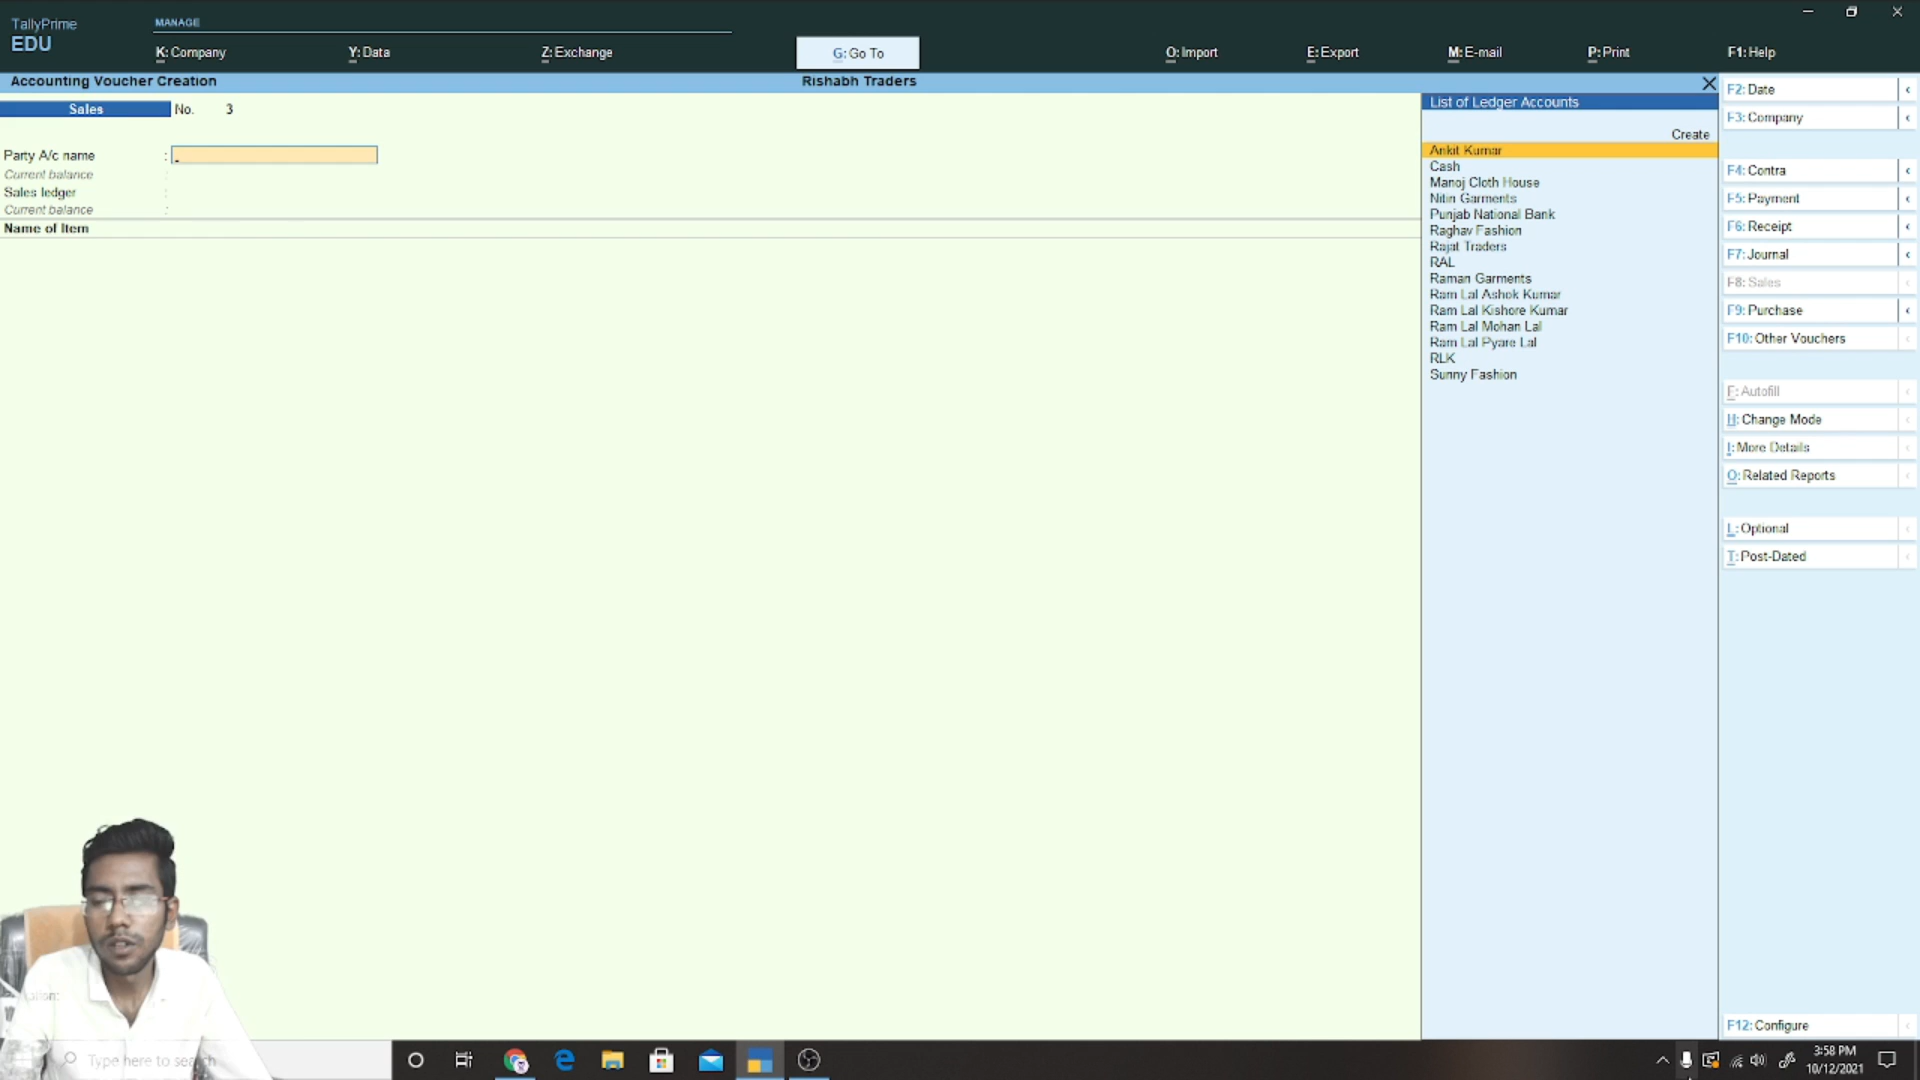 TallyPrime
EDU
MANAGE
K: Company
Y: Data
Z: Exchange
G: Go To
O: Import
E: Export
M: E-mail
P: Print
F1: Help
Accounting Voucher Creation
Rishabh Traders
Sales No. 3
Party A/c name :
Current balance :
Sales ledger :
Current balance :
Name of Item
List of Ledger Accounts
Create
Ankit Kumar
Cash
Manoj Cloth House
Nitin Garments
Punjab National Bank
Raghav Fashion
Rajat Traders
RAL
Raman Garments
Ram Lal Ashok Kumar
Ram Lal Kishore Kumar
Ram Lal Mohan Lal
Ram Lal Pyare Lal
RLK
Sunny Fashion
F2: Date
F3: Company
F4: Contra
F5: Payment
F6: Receipt
F7: Journal
F8: Sales
F9: Purchase
F10: Other Vouchers
F: Autofill
H: Change Mode
I: More Details
O: Related Reports
L: Optional
T: Post-Dated
F12: Configure
Type here to search
3:58 PM
10/12/2021